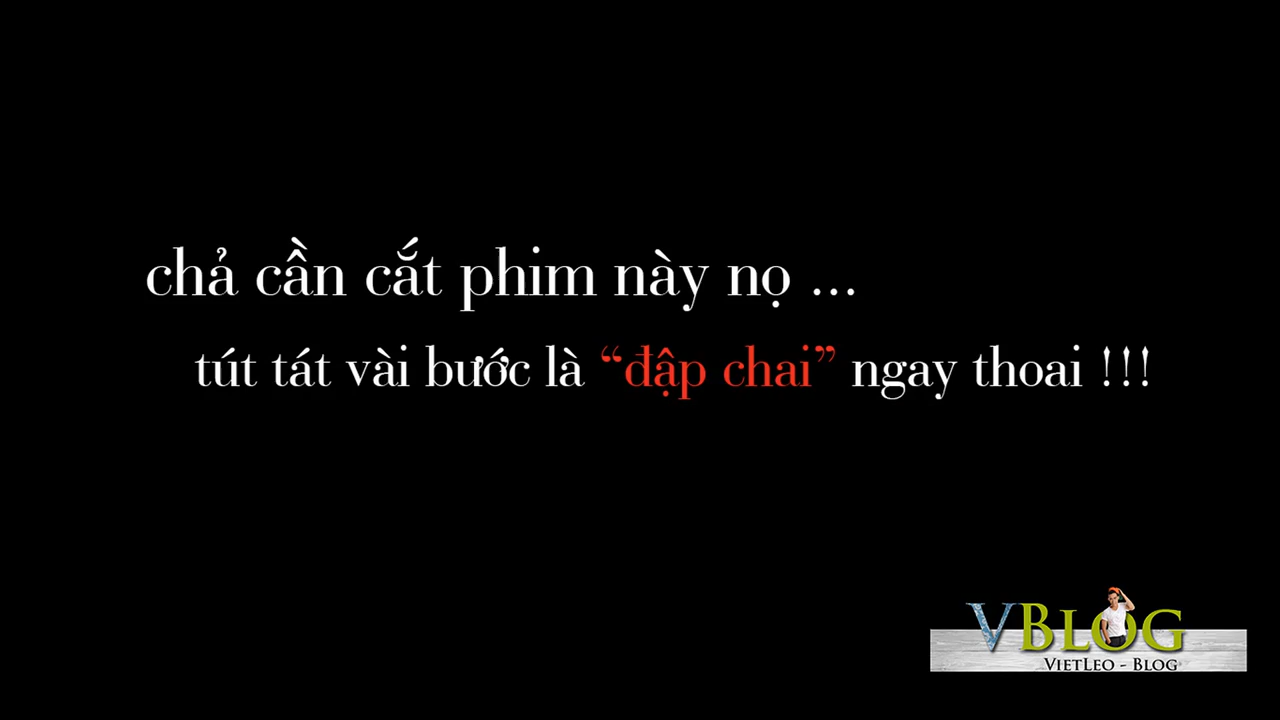 chả cần cắt phim này nọ ...
tút tát vài bước là “đập chai” ngay thoai !!!
VBLOG
VIETLEO - BLOG